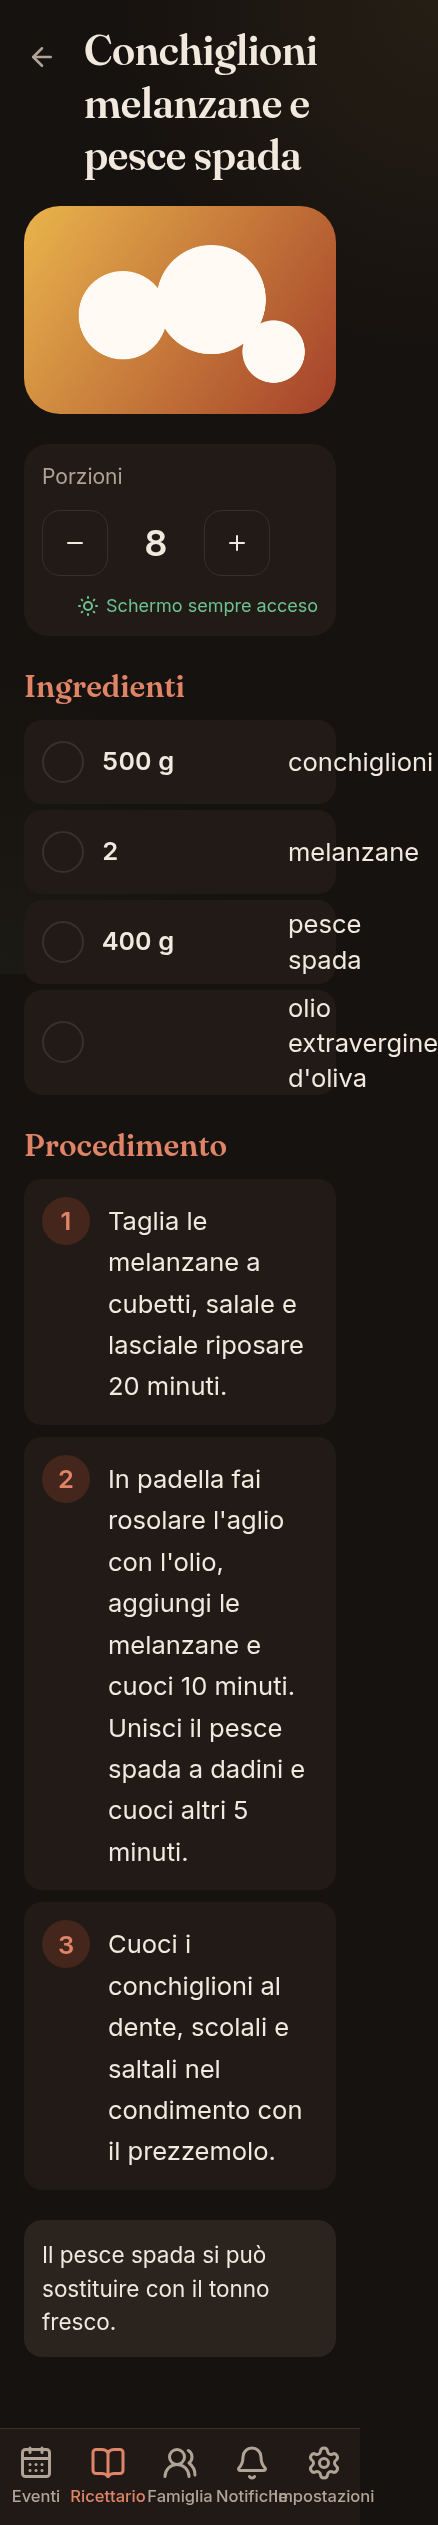 Conchiglioni
melanzane e
pesce spada
Porzioni
− 8 +
Schermo sempre acceso
Ingredienti
500 g conchiglioni
2 melanzane
400 g pesce
spada
olio
extravergine
d'oliva
Procedimento
1 Taglia le
melanzane a
cubetti, salale e
lasciale riposare
20 minuti.
2 In padella fai
rosolare l'aglio
con l'olio,
aggiungi le
melanzane e
cuoci 10 minuti.
Unisci il pesce
spada a dadini e
cuoci altri 5
minuti.
3 Cuoci i
conchiglioni al
dente, scolali e
saltali nel
condimento con
il prezzemolo.
Il pesce spada si può
sostituire con il tonno
fresco.
Eventi Ricettario Famiglia Notifiche Impostazioni